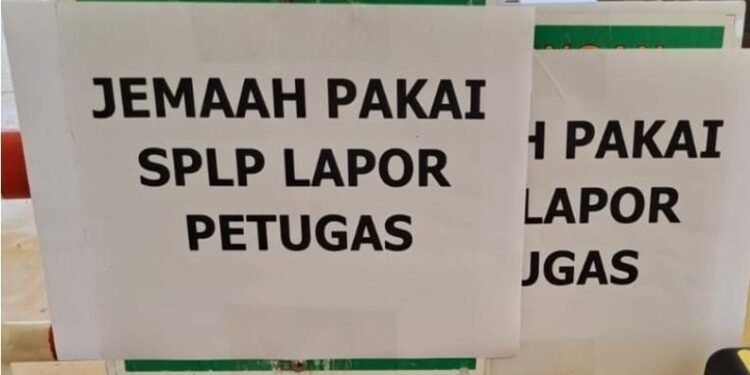 JEMAAH PAKAI
SPLP LAPOR
PETUGAS
H PAKAI
LAPOR
UGAS